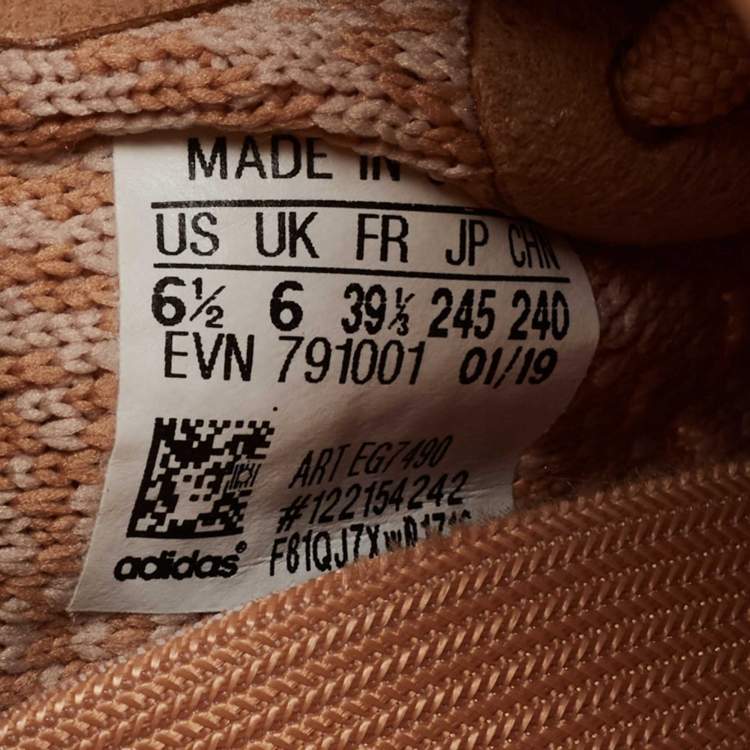 MADE IN
US UK FR JP CHN
6½ 6 39⅓ 245 240
EVN 791001 01/19
ART EG7490
#122154242
adidas®